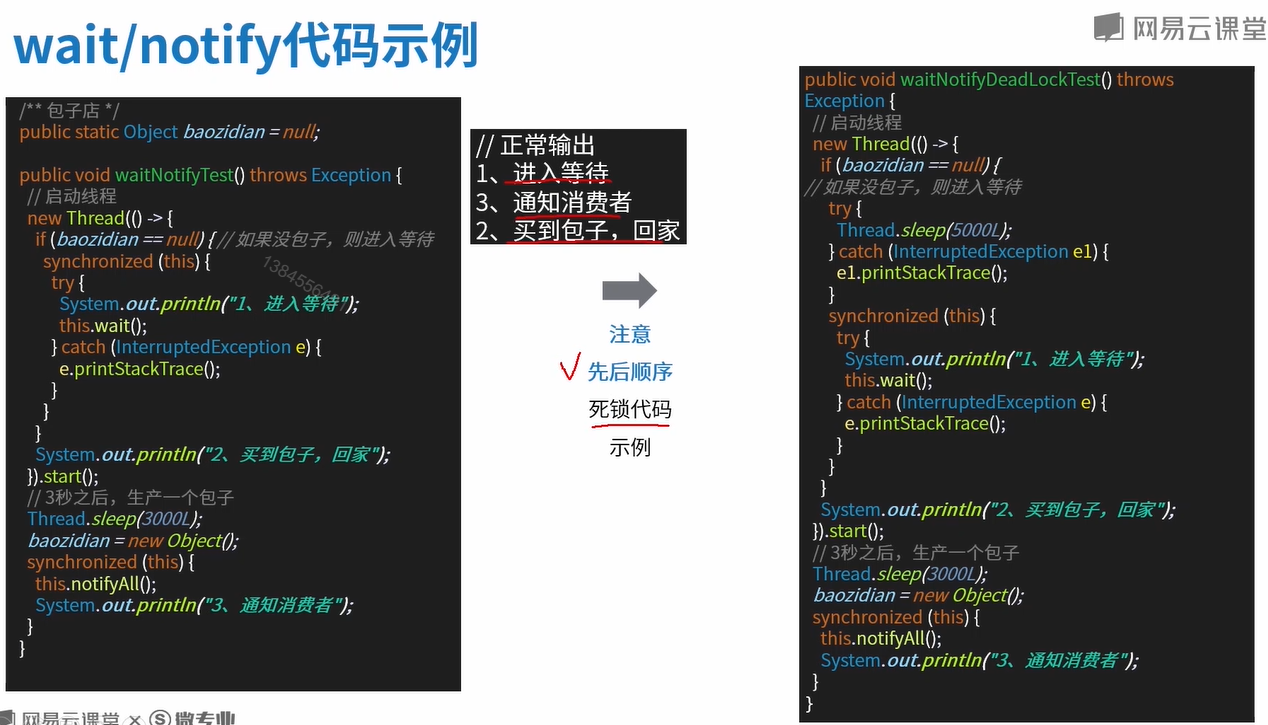 wait/notify代码示例
网易云课堂
/** 包子店 */
public static Object baozidian = null;
public void waitNotifyTest() throws Exception {
// 启动线程
new Thread(() -> {
if (baozidian == null) { // 如果没包子，则进入等待
synchronized (this) {
try {
System.out.println("1、进入等待");
this.wait();
} catch (InterruptedException e) {
e.printStackTrace();
}
}
}
System.out.println("2、买到包子，回家");
}).start();
// 3秒之后，生产一个包子
Thread.sleep(3000L);
baozidian = new Object();
synchronized (this) {
this.notifyAll();
System.out.println("3、通知消费者");
}
}
// 正常输出
1、进入等待
3、通知消费者
2、买到包子，回家
注意
先后顺序
死锁代码
示例
public void waitNotifyDeadLockTest() throws
Exception {
// 启动线程
new Thread(() -> {
if (baozidian == null) {
// 如果没包子，则进入等待
try {
Thread.sleep(5000L);
} catch (InterruptedException e1) {
e1.printStackTrace();
}
synchronized (this) {
try {
System.out.println("1、进入等待");
this.wait();
} catch (InterruptedException e) {
e.printStackTrace();
}
}
}
System.out.println("2、买到包子，回家");
}).start();
// 3秒之后，生产一个包子
Thread.sleep(3000L);
baozidian = new Object();
synchronized (this) {
this.notifyAll();
System.out.println("3、通知消费者");
}
}
网易云课堂 × S 微专业